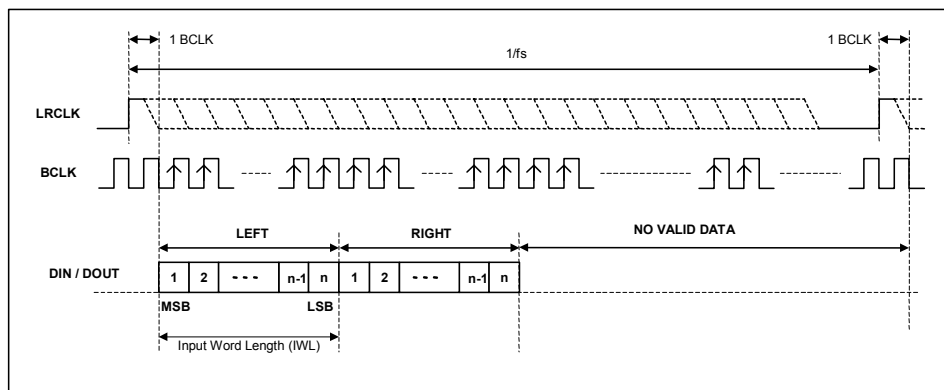 1 BCLK 1 BCLK
1/fs
LRCLK
BCLK
LEFT RIGHT NO VALID DATA
DIN / DOUT 1 2 - - - n-1 n 1 2 - - - n-1 n
MSB LSB
Input Word Length (IWL)